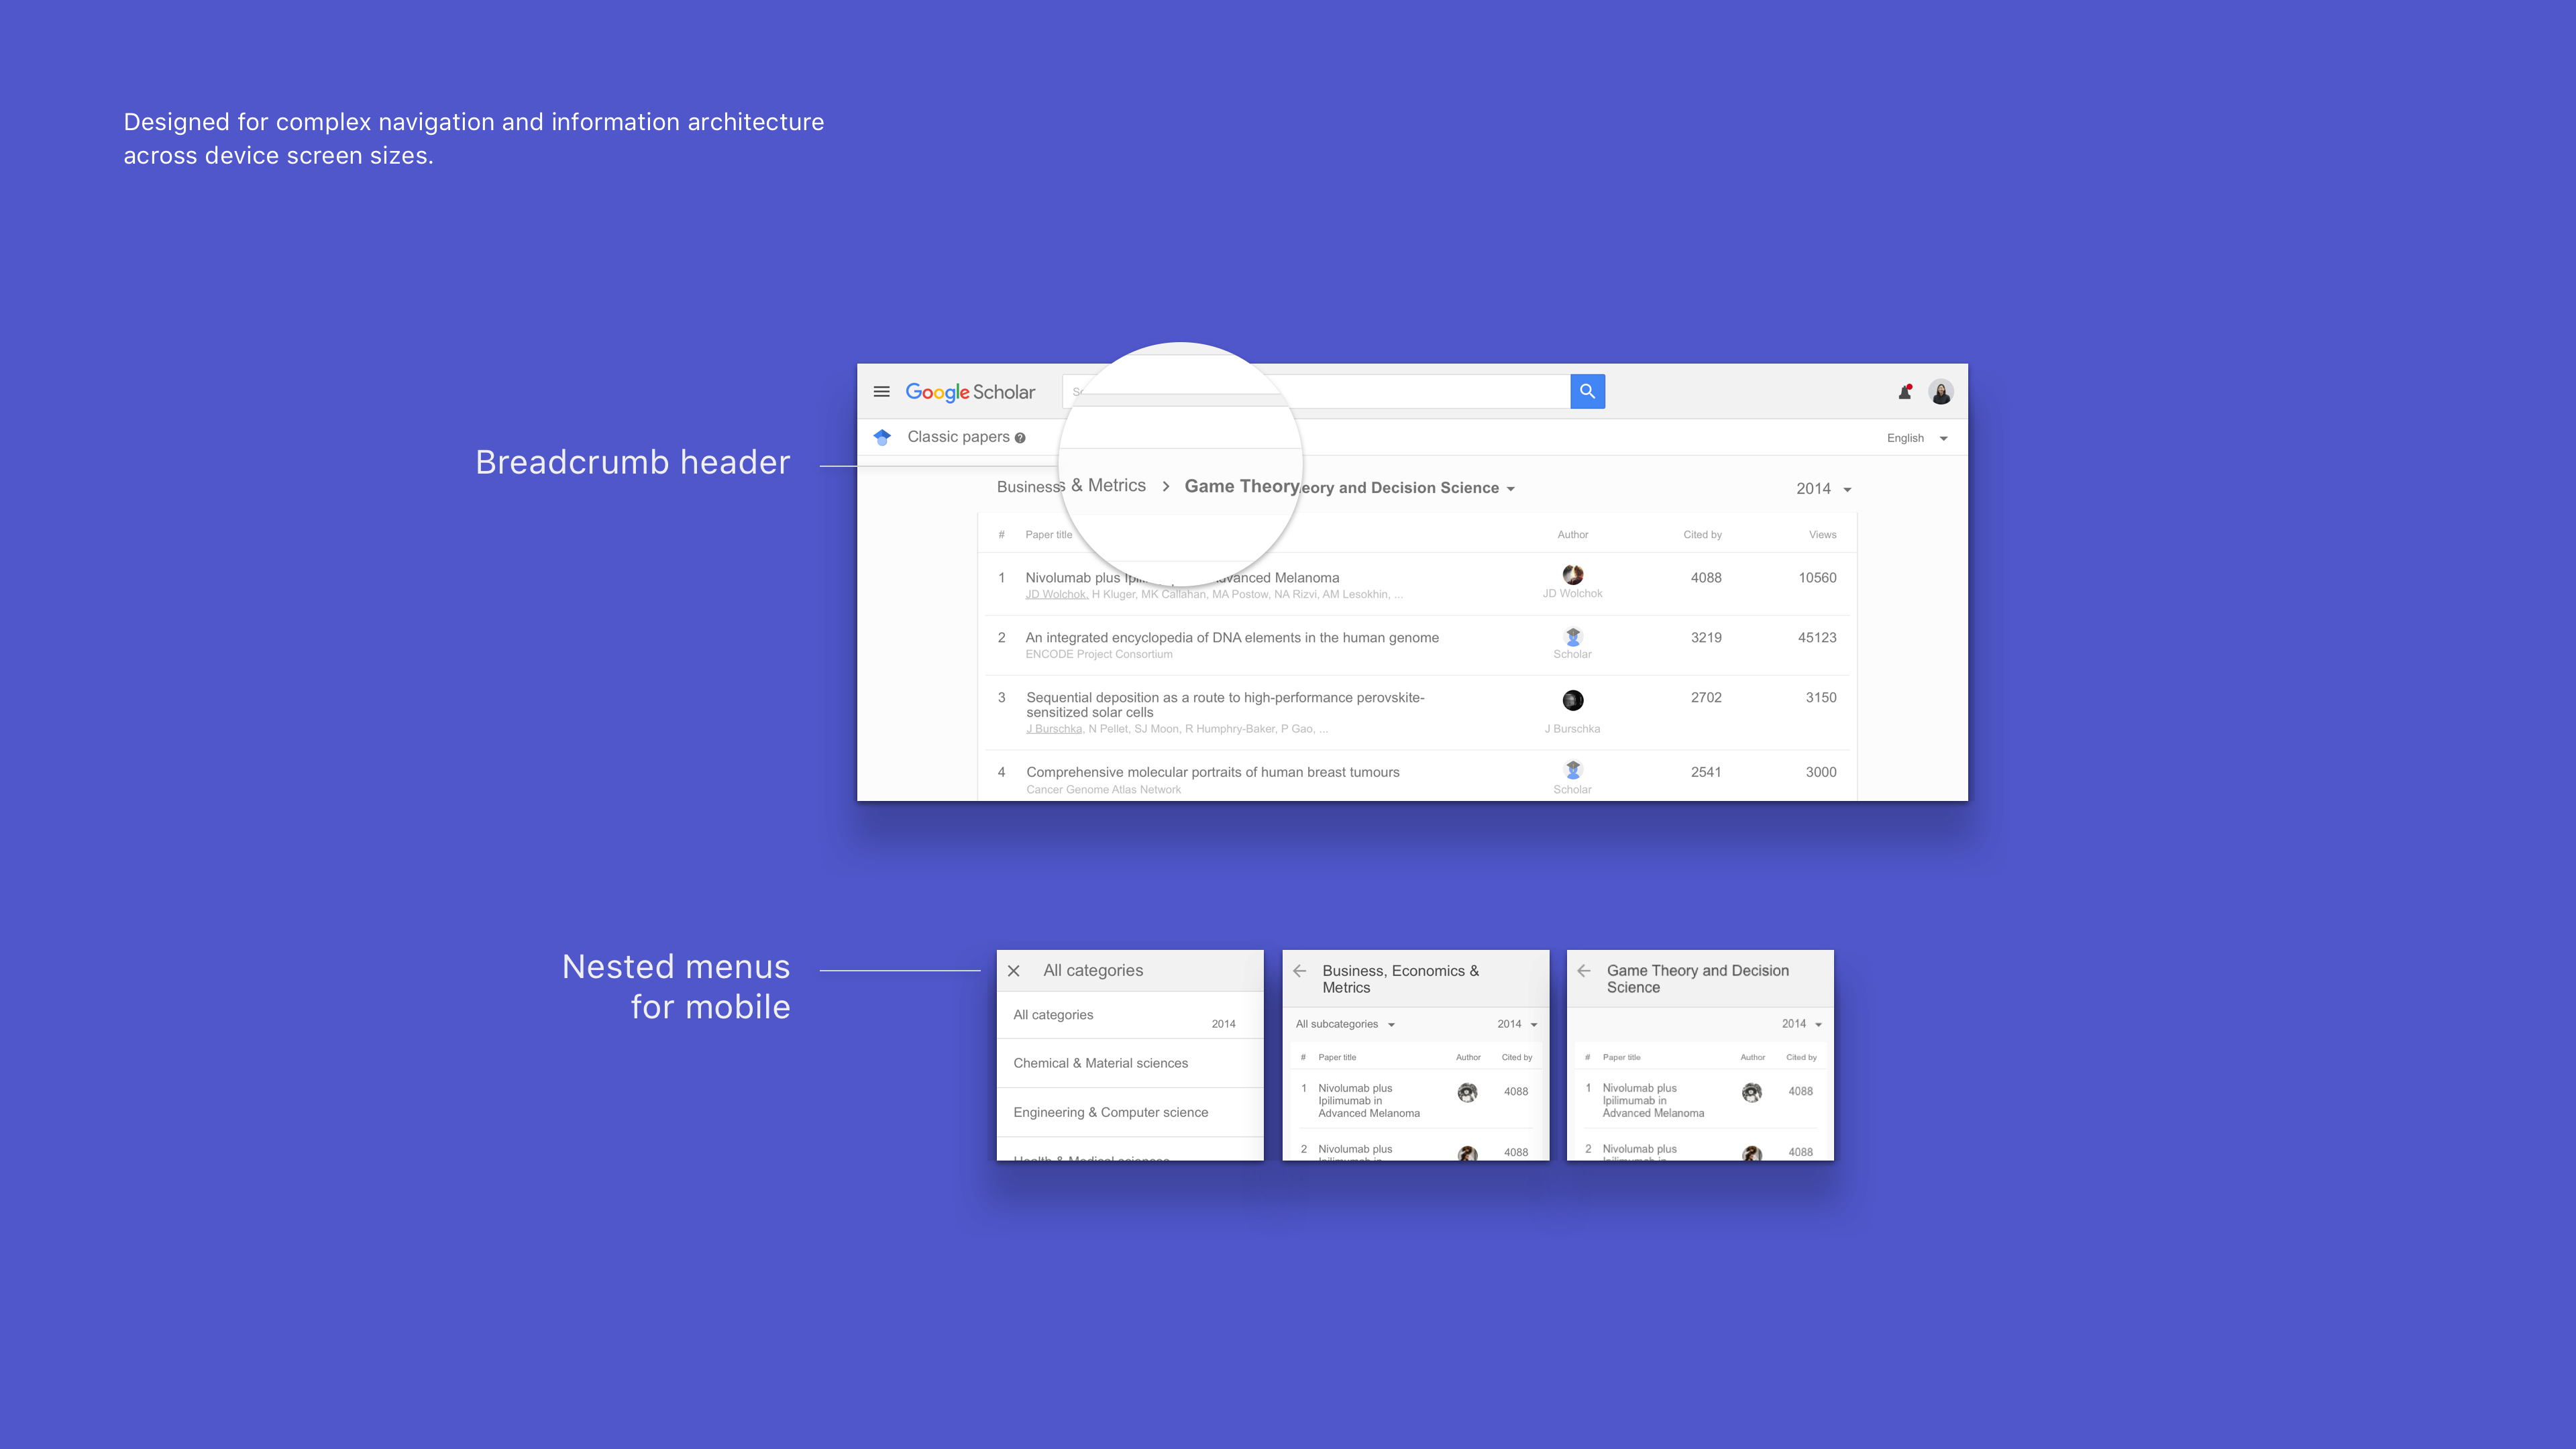 Designed for complex navigation and information architecture
across device screen sizes.
Breadcrumb header
Google Scholar
Classic papers ?
English
Business & Metrics > Game Theory and Decision Science
2014
# Paper title Author Cited by Views
1 Nivolumab plus Advanced Melanoma 4088 10560
JD Wolchok, H Kluger, MK Callahan, MA Postow, NA Rizvi, AM Lesokhin, ...
JD Wolchok
2 An integrated encyclopedia of DNA elements in the human genome 3219 45123
ENCODE Project Consortium
Scholar
3 Sequential deposition as a route to high-performance perovskite- 2702 3150
sensitized solar cells
J Burschka, N Pellet, SJ Moon, R Humphry-Baker, P Gao, ...
J Burschka
4 Comprehensive molecular portraits of human breast tumours 2541 3000
Cancer Genome Atlas Network
Scholar
Nested menus
for mobile
All categories
All categories
2014
Chemical & Material sciences
Engineering & Computer science
Health & Medical sciences
Business, Economics &
Metrics
All subcategories 2014
# Paper title Author Cited by
1 Nivolumab plus 4088
Ipilimumab in
Advanced Melanoma
2 Nivolumab plus 4088
Ipilimumab in
Game Theory and Decision
Science
2014
# Paper title Author Cited by
1 Nivolumab plus 4088
Ipilimumab in
Advanced Melanoma
2 Nivolumab plus 4088
Ipilimumab in